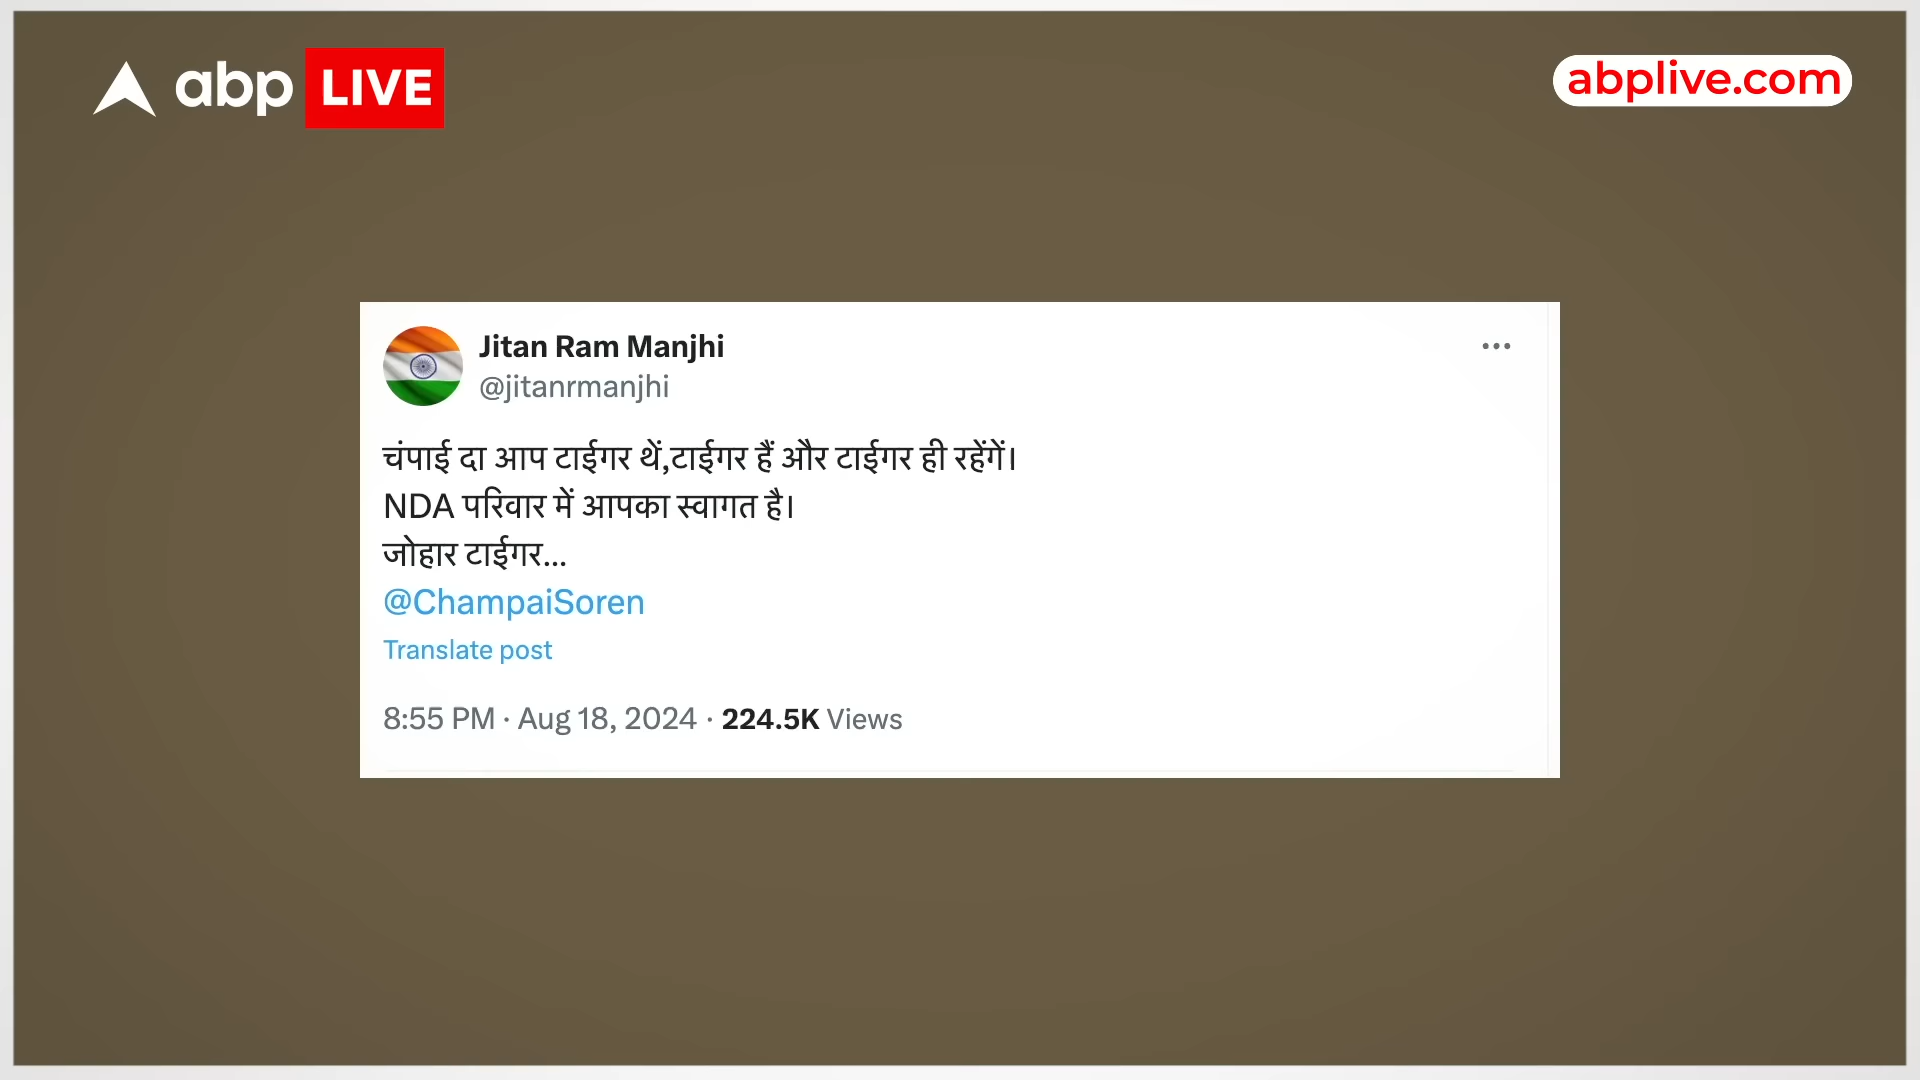 abp LIVE
abplive.com
Jitan Ram Manjhi
@jitanrmanjhi
चंपाई दा आप टाईगर थें,टाईगर हैं और टाईगर ही रहेंगें।
NDA परिवार में आपका स्वागत है।
जोहार टाईगर...
@ChampaiSoren
Translate post
8:55 PM · Aug 18, 2024 · 224.5K Views